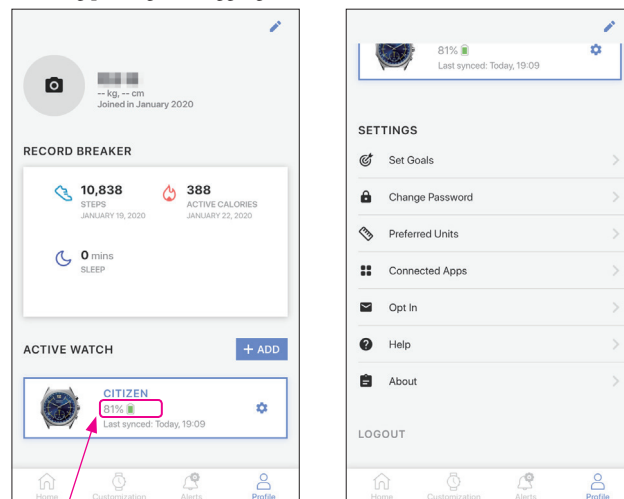 -- kg, -- cm
Joined in January 2020
RECORD BREAKER
10,838
STEPS
JANUARY 19, 2020
388
ACTIVE CALORIES
JANUARY 22, 2020
0 mins
SLEEP
ACTIVE WATCH
+ ADD
CITIZEN
81%
Last synced: Today, 19:09
Home
Customization
Alerts
Profile
81%
Last synced: Today, 19:09
SETTINGS
Set Goals
Change Password
Preferred Units
Connected Apps
Opt In
Help
About
LOGOUT
Home
Customization
Alerts
Profile